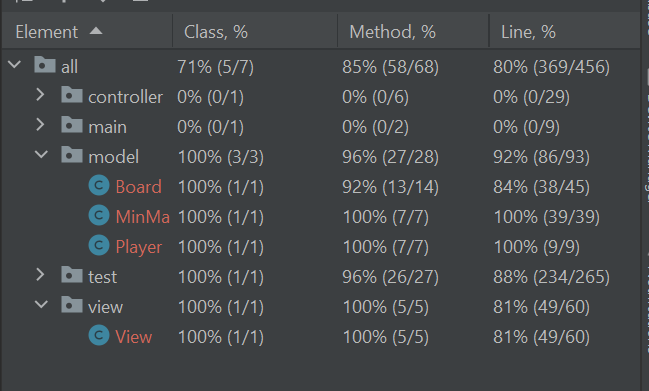 Element Class, % Method, % Line, %
all 71% (5/7) 85% (58/68) 80% (369/456)
controller 0% (0/1) 0% (0/6) 0% (0/29)
main 0% (0/1) 0% (0/2) 0% (0/9)
model 100% (3/3) 96% (27/28) 92% (86/93)
C Board 100% (1/1) 92% (13/14) 84% (38/45)
C MinMa 100% (1/1) 100% (7/7) 100% (39/39)
C Player 100% (1/1) 100% (7/7) 100% (9/9)
test 100% (1/1) 96% (26/27) 88% (234/265)
view 100% (1/1) 100% (5/5) 81% (49/60)
C View 100% (1/1) 100% (5/5) 81% (49/60)